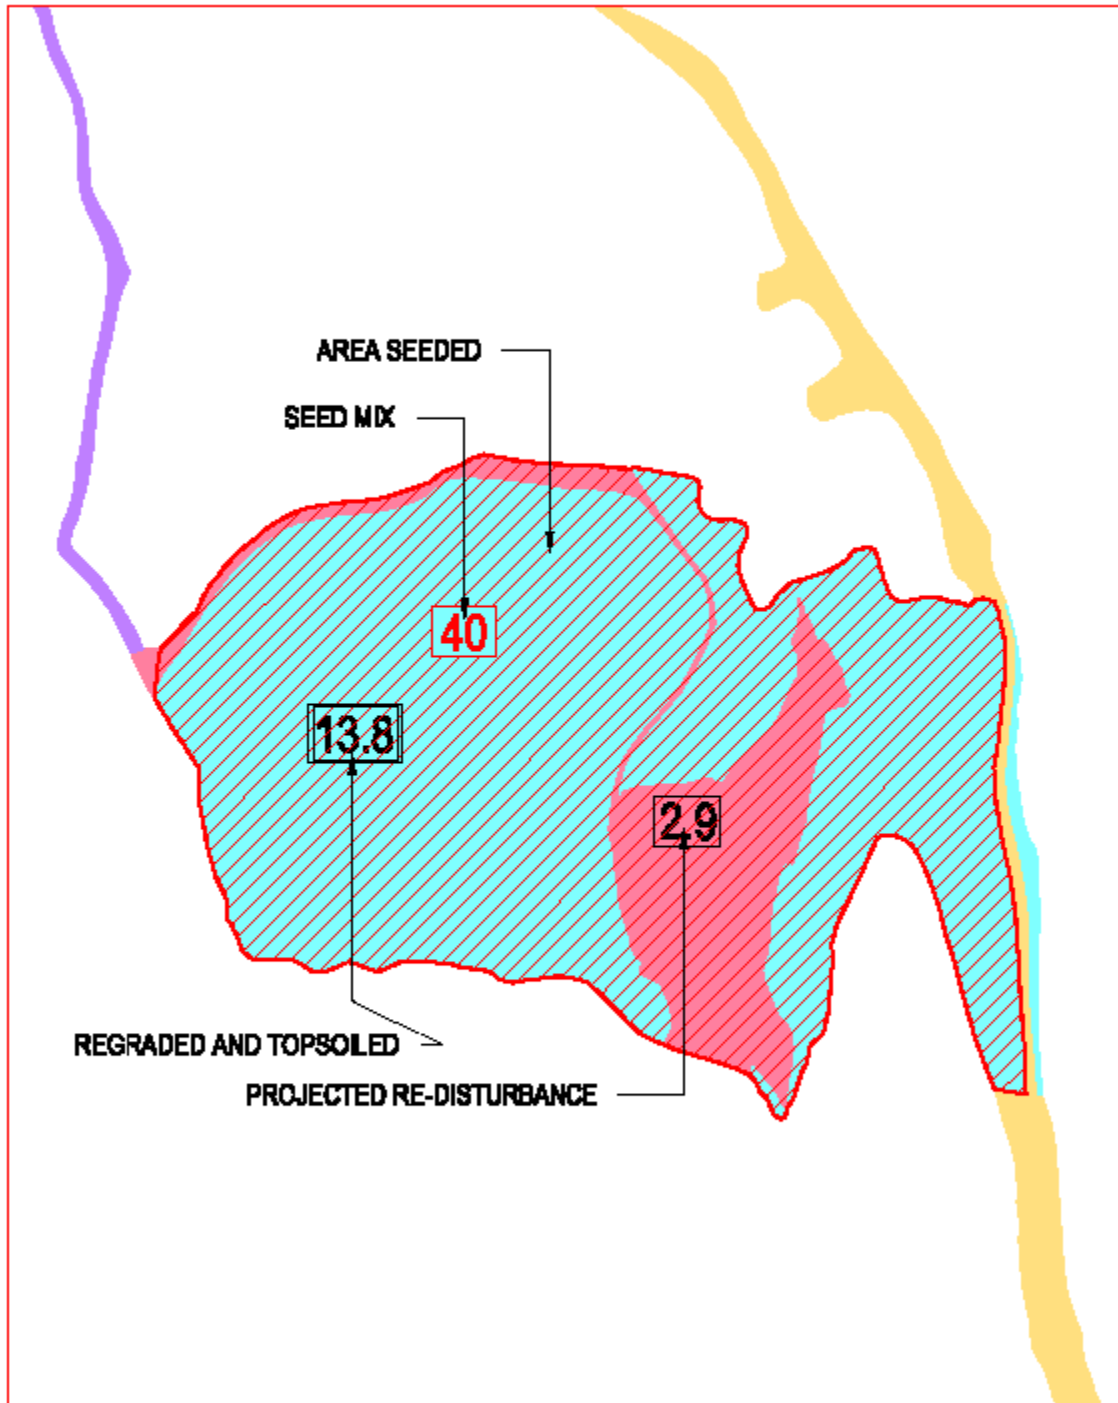 AREA SEEDED
SEED MIX
40
13.8
2.9
REGRADED AND TOPSOILED
PROJECTED RE-DISTURBANCE